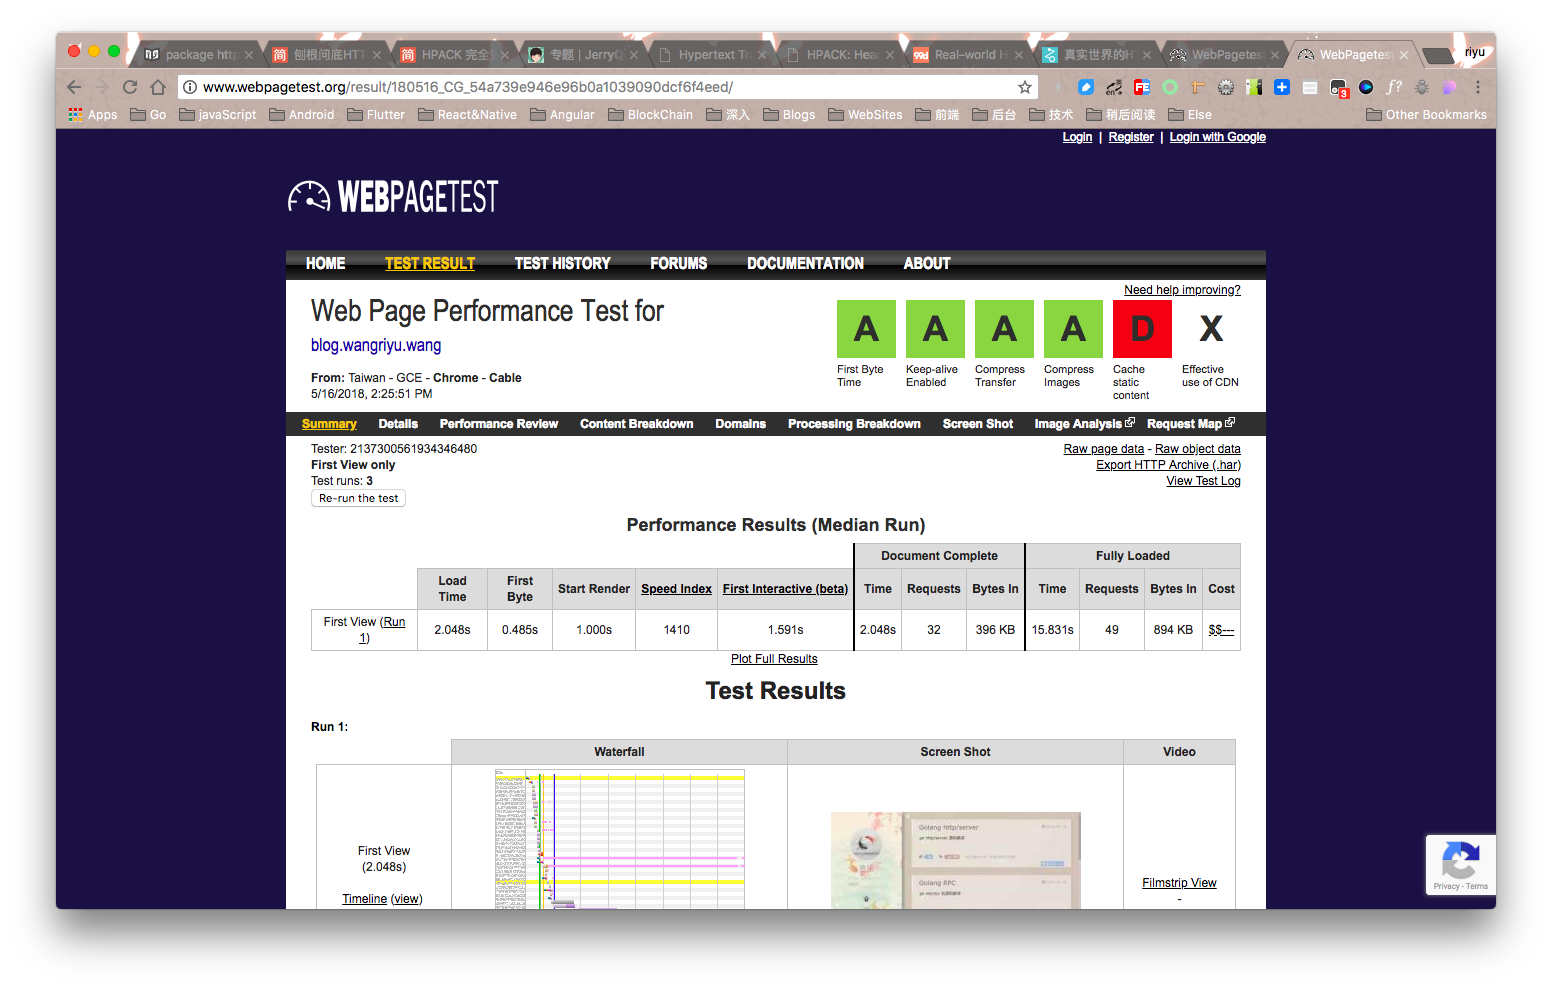 package http
刨根问底HTT
HPACK 完全
专题 | JerryQ
Hypertext Tra
HPACK: Head
Real-world H
真实世界的H
WebPagetes
WebPagetes
riyu
www.webpagetest.org/result/180516_CG_54a739e946e96b0a1039090dcf6f4eed/
Apps
Go
javaScript
Android
Flutter
React&Native
Angular
BlockChain
深入
Blogs
WebSites
前端
后台
技术
稍后阅读
Else
Other Bookmarks
Login | Register | Login with Google
WEBPAGETEST
HOME TEST RESULT TEST HISTORY FORUMS DOCUMENTATION ABOUT
Need help improving?
Web Page Performance Test for
blog.wangriyu.wang
From: Taiwan - GCE - Chrome - Cable
5/16/2018, 2:25:51 PM
A A A A D X
First Byte Time
Keep-alive Enabled
Compress Transfer
Compress Images
Cache static content
Effective use of CDN
Summary Details Performance Review Content Breakdown Domains Processing Breakdown Screen Shot Image Analysis Request Map
Tester: 2137300561934346480
First View only
Test runs: 3
Re-run the test
Raw page data - Raw object data
Export HTTP Archive (.har)
View Test Log
Performance Results (Median Run)
Document Complete Fully Loaded
Load Time First Byte Start Render Speed Index First Interactive (beta) Time Requests Bytes In Time Requests Bytes In Cost
First View (Run 1) 2.048s 0.485s 1.000s 1410 1.591s 2.048s 32 396 KB 15.831s 49 894 KB $$---
Plot Full Results
Test Results
Run 1:
Waterfall Screen Shot Video
First View
(2.048s)
Timeline (view)
Golang http/server
Golang RPC
Filmstrip View
-
Privacy - Terms